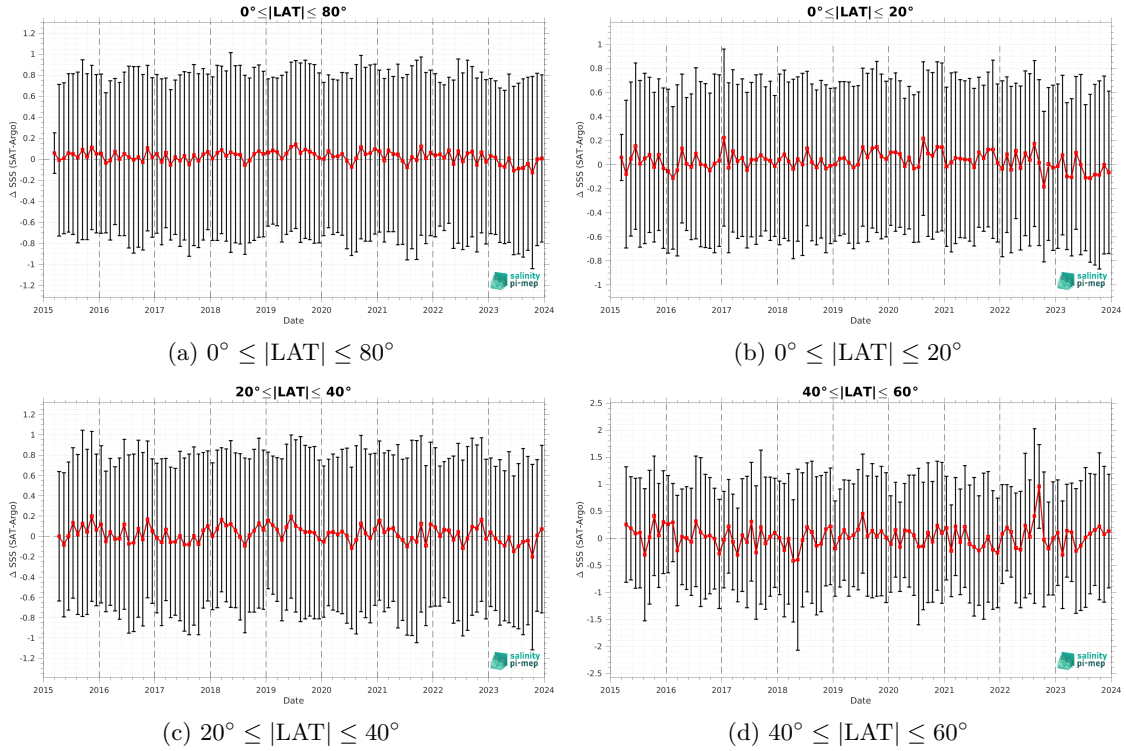 0°≤|LAT|≤ 80°
Δ SSS (SAT-Argo)
1.2
1
0.8
0.6
0.4
0.2
0
-0.2
-0.4
-0.6
-0.8
-1
-1.2
2015 2016 2017 2018 2019 2020 2021 2022 2023 2024
Date
salinity
pi-mep
(a) 0° ≤ |LAT| ≤ 80°
0°≤|LAT|≤ 20°
Δ SSS (SAT-Argo)
1
0.8
0.6
0.4
0.2
0
-0.2
-0.4
-0.6
-0.8
-1
2015 2016 2017 2018 2019 2020 2021 2022 2023 2024
Date
salinity
pi-mep
(b) 0° ≤ |LAT| ≤ 20°
20°≤|LAT|≤ 40°
Δ SSS (SAT-Argo)
1.2
1
0.8
0.6
0.4
0.2
0
-0.2
-0.4
-0.6
-0.8
-1
-1.2
2015 2016 2017 2018 2019 2020 2021 2022 2023 2024
Date
salinity
pi-mep
(c) 20° ≤ |LAT| ≤ 40°
40°≤|LAT|≤ 60°
Δ SSS (SAT-Argo)
2.5
2
1.5
1
0.5
0
-0.5
-1
-1.5
-2
-2.5
2015 2016 2017 2018 2019 2020 2021 2022 2023 2024
Date
salinity
pi-mep
(d) 40° ≤ |LAT| ≤ 60°